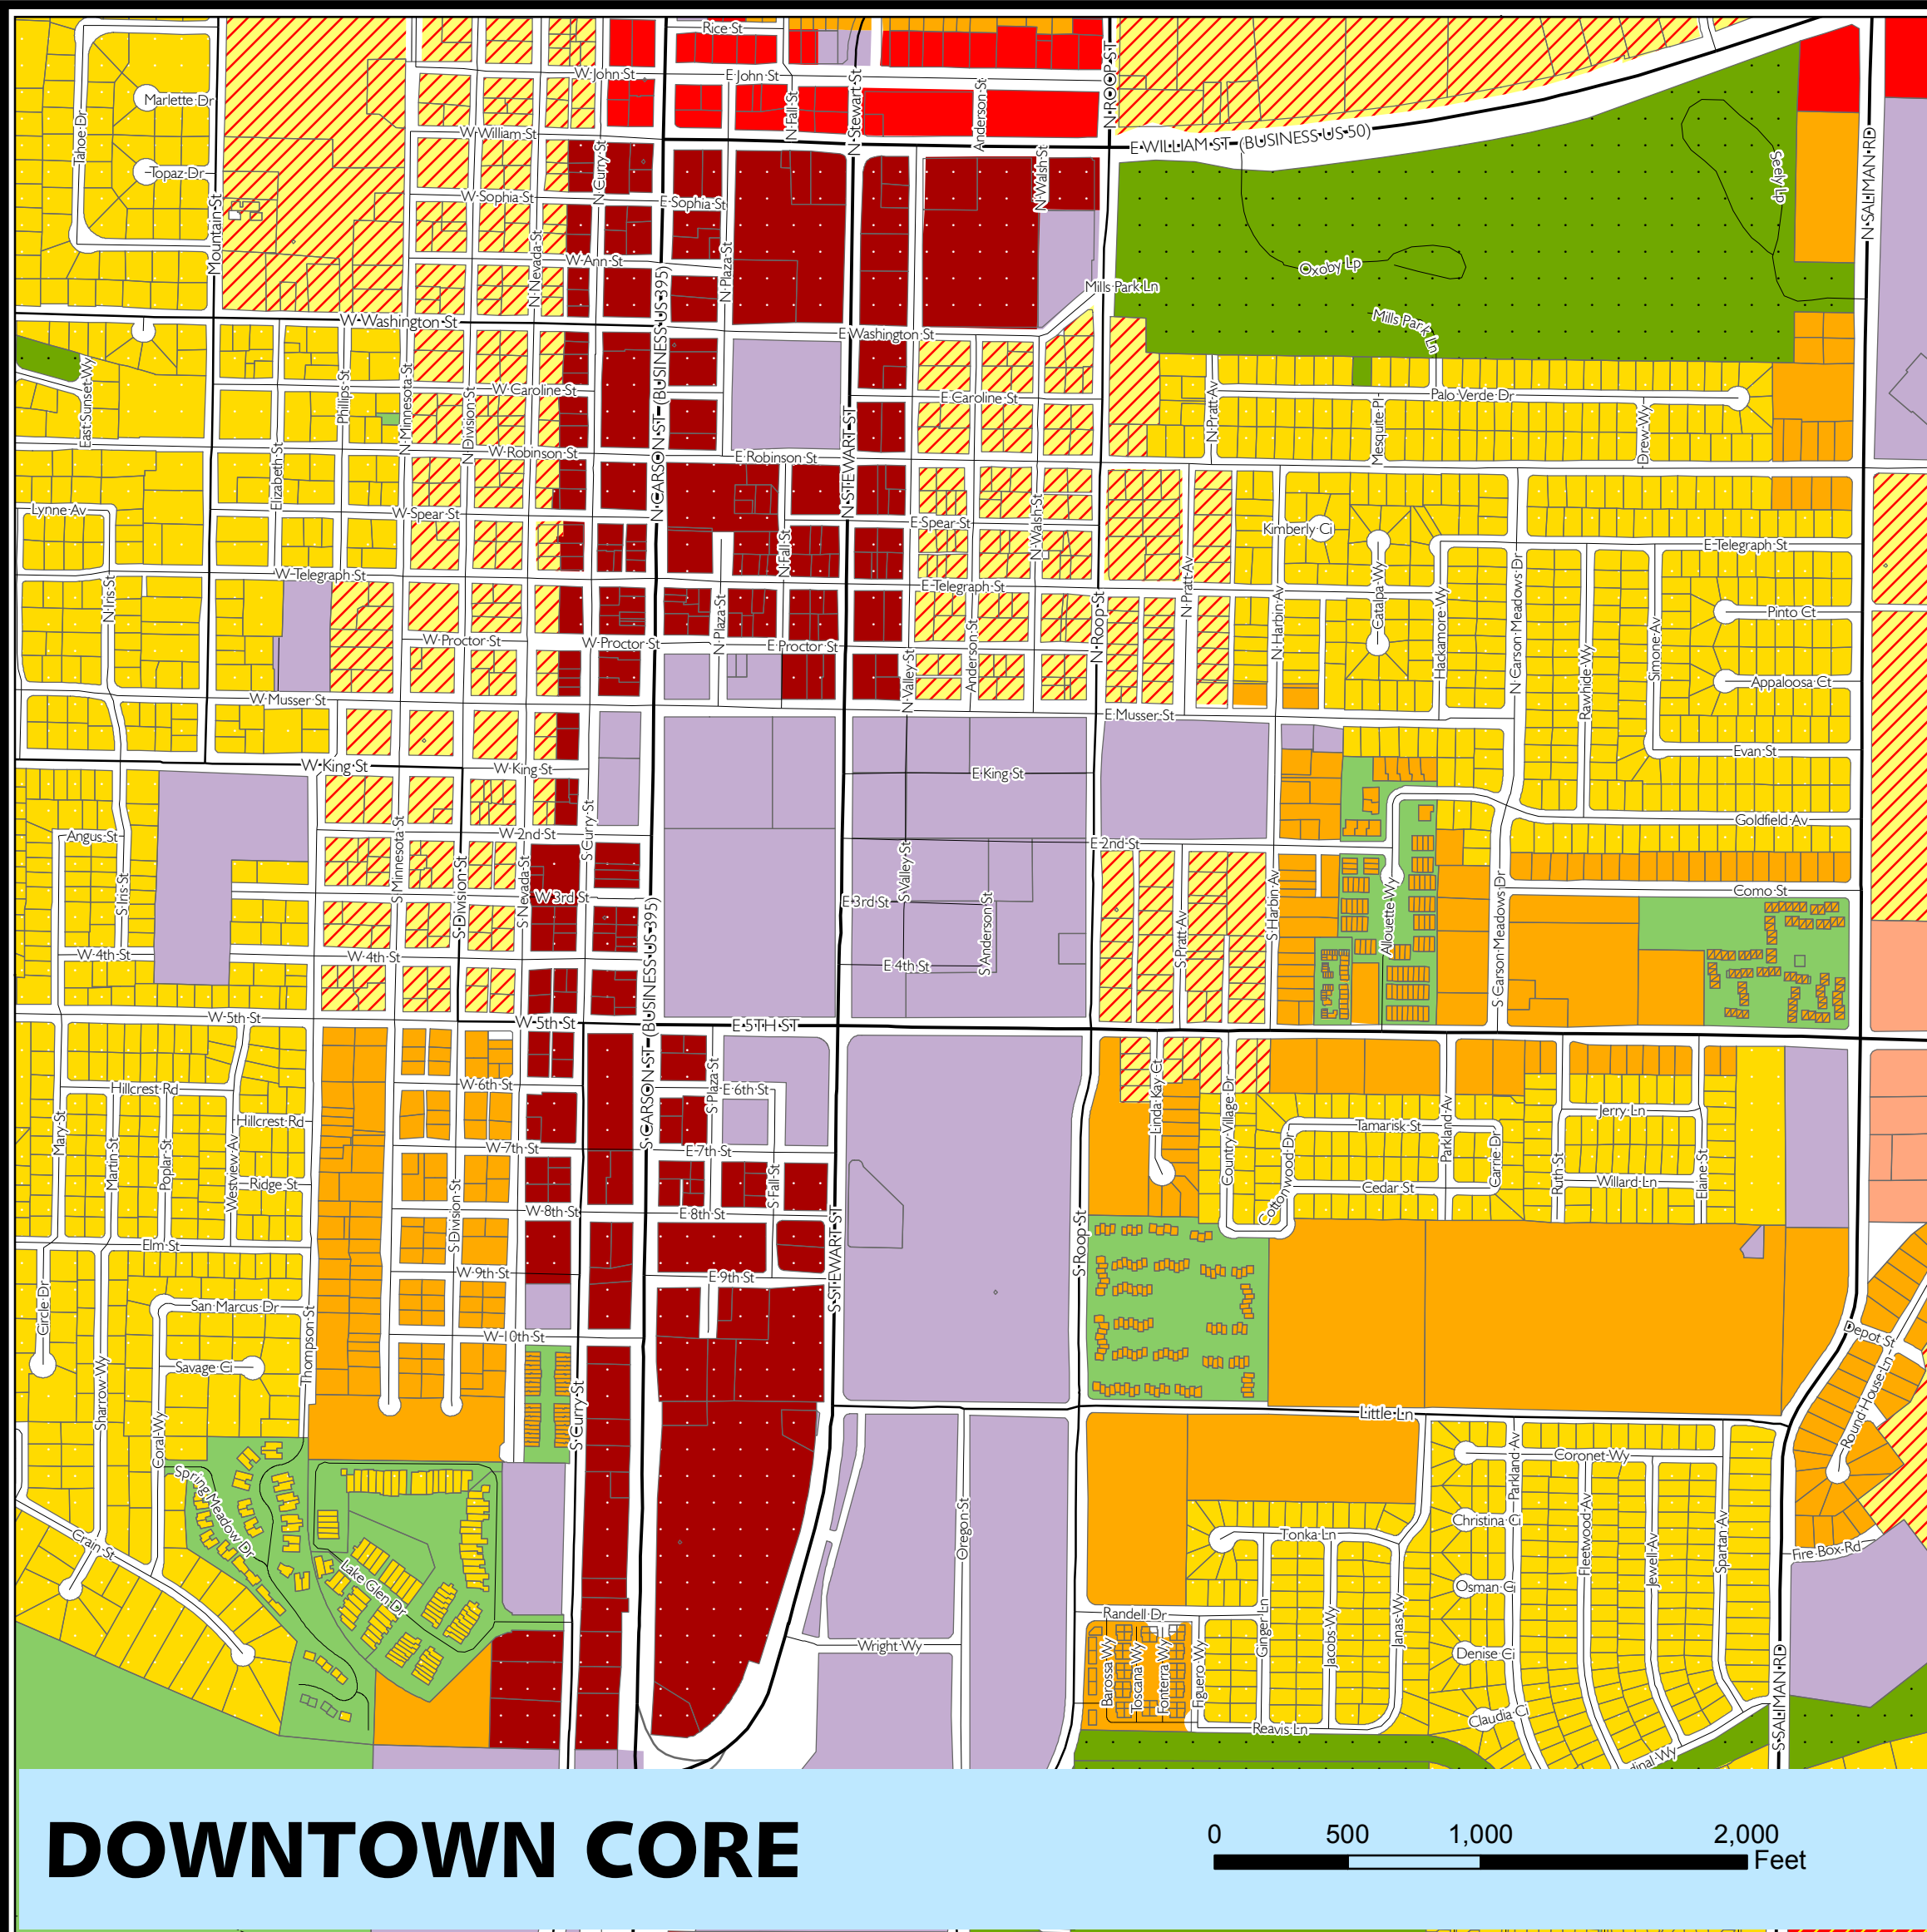 Rice St
W John St
E John St
N Fall St
N Stewart St
Anderson St
N ROOP ST
Marlette Dr
Tahoe Dr
W William St
N Curry St
E WILLIAM ST (BUSINESS US 50)
N SALIMAN RD
Topaz Dr
Seely Lp
Mountain St
W Sophia St
E Sophia St
N Walsh St
N Nevada St
W Ann St
N Plaza St
Oxoby Lp
Mills Park Ln
N CARSON ST (BUSINESS US 395)
W Washington St
E Washington St
Mills Park Ln
East Sunset Wy
Phillips St
N Minnesota St
N Division St
W Caroline St
E Caroline St
N STEWART ST
N Pratt Av
Palo Verde Dr
Mesquite Pl
Drew Wy
Elizabeth St
W Robinson St
E Robinson St
Lynne Av
W Spear St
E Spear St
N Fall St
N Walsh St
Kimberly Ci
E Telegraph St
W Telegraph St
E Telegraph St
N Iris St
N Plaza St
N Roop St
N Pratt Av
N Harbin Av
Catalpa Wy
Hackamore Wy
N Carson Meadows Dr
Rawhide Wy
Simone Av
Pinto Ct
W Proctor St
W Proctor St
E Proctor St
N Valley St
Anderson St
Appaloosa Ct
W Musser St
E Musser St
Evan St
W King St
W King St
E King St
Angus St
S Minnesota St
W 2nd St
S Curry St
E 2nd St
Goldfield Av
S Iris St
S Division St
S Nevada St
W 3rd St
S Valley St
E 3rd St
S Anderson St
S Pratt Av
S Harbin Av
Allouette Wy
S Carson Meadows Dr
Como St
W 4th St
W 4th St
E 4th St
S CARSON ST (BUSINESS US 395)
W 5th St
W 5th St
E 5TH ST
Hillcrest Rd
Hillcrest Rd
W 6th St
S Plaza St
E 6th St
Linda Kay Ct
Country Village Dr
Cottonwood Dr
Tamarisk St
Parkland Av
Carrie Dr
Jerry Ln
Mary St
Martin St
Poplar St
Westview Av
Ridge St
W 7th St
E 7th St
S Fall St
Cedar St
Ruth St
Willard Ln
Elaine St
S Division St
W 8th St
E 8th St
S STEWART ST
S Roop St
Elm St
W 9th St
E 9th St
Circle Dr
San Marcus Dr
Thompson St
W 10th St
Depot St
Round House Ln
Savage Ci
Sharrow Wy
Coral Wy
S Curry St
Little Ln
Spring Meadow Dr
Crain St
Lake Glen Dr
Oregon St
Coronet Wy
Parkland Av
Christina Ci
Fleetwood Av
Jewell Av
Spartan Av
Tonka Ln
Fire Box Rd
Osman Ci
Randell Dr
Ginger Ln
Jacobs Wy
Janas Wy
Wright Wy
Barossa Wy
Toscana Wy
Fonterra Wy
Figuero Wy
Denise Ci
S SALIMAN RD
Claudia Ci
Reavis Ln
dinal Wy
DOWNTOWN CORE
0 500 1,000 2,000
Feet